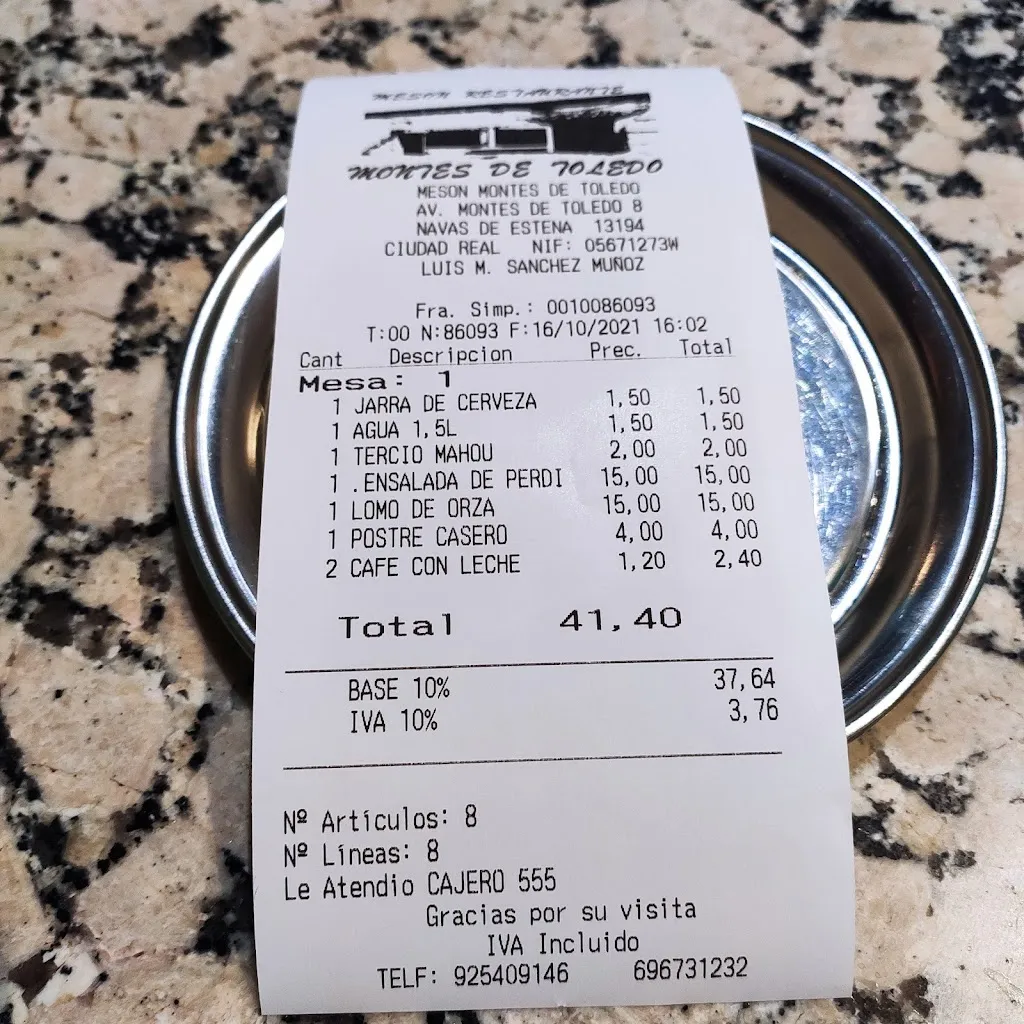 MESON RESTAURANTE
MONTES DE TOLEDO
MESON MONTES DE TOLEDO
AV. MONTES DE TOLEDO 8
NAVAS DE ESTENA 13194
CIUDAD REAL NIF: 05671273W
LUIS M. SANCHEZ MUÑOZ
Fra. Simp.: 0010086093
T:00 N:86093 F:16/10/2021 16:02
Cant Descripcion Prec. Total
Mesa: 1
1 JARRA DE CERVEZA 1,50 1,50
1 AGUA 1,5L 1,50 1,50
1 TERCIO MAHOU 2,00 2,00
1 .ENSALADA DE PERDI 15,00 15,00
1 LOMO DE ORZA 15,00 15,00
1 POSTRE CASERO 4,00 4,00
2 CAFE CON LECHE 1,20 2,40
Total 41,40
BASE 10% 37,64
IVA 10% 3,76
Nº Artículos: 8
Nº Líneas: 8
Le Atendio CAJERO 555
Gracias por su visita
IVA Incluido
TELF: 925409146 696731232